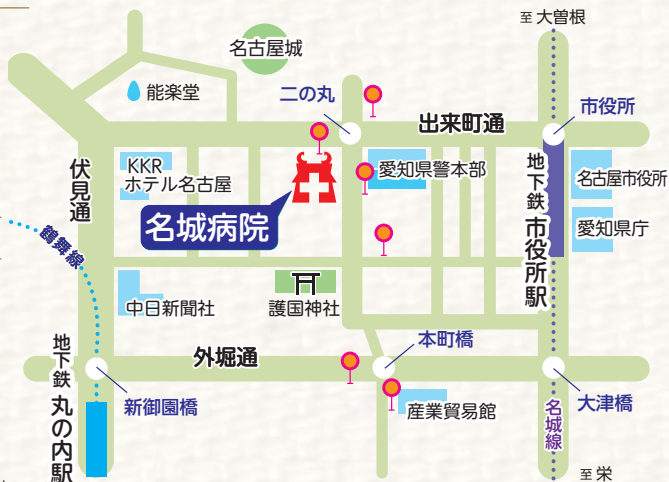 至 大曽根
名古屋城
能楽堂
二の丸
出来町通
市役所
KKR
ホテル名古屋
愛知県警本部
地下鉄 市役所駅
名古屋市役所
伏見通
名城病院
愛知県庁
鶴舞線
中日新聞社
護国神社
地下鉄 丸の内駅
外堀通
本町橋
新御園橋
産業貿易館
大津橋
名城線
至 栄